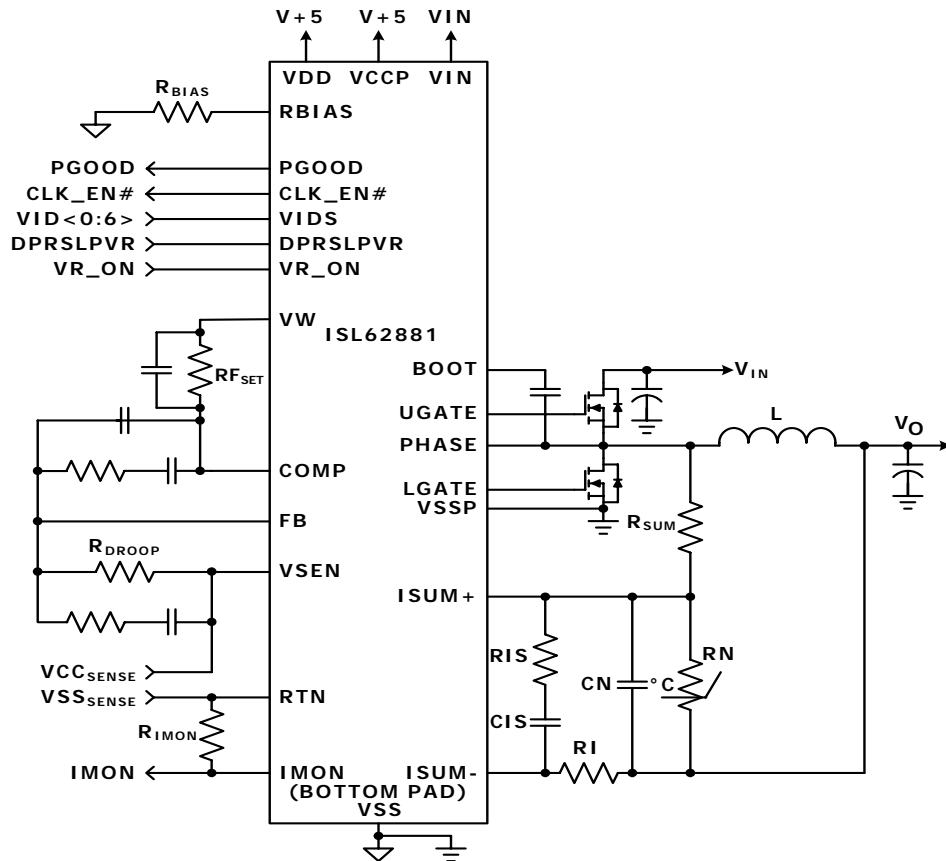 V+5 V+5 VIN
VDD VCCP VIN
RBIAS
RBIAS
PGOOD PGOOD
CLK_EN# CLK_EN#
VID<0:6> VIDS
DPRSLPVR DPRSLPVR
VR_ON VR_ON
VW
ISL62881
RFSET
BOOT
VIN
UGATE
L
VO
PHASE
COMP
LGATE
VSSP
RSUM
FB
RDROOP
VSEN
ISUM+
RIS
RN
VCCSENSE
CN
°C
VSSSENSE RTN
CIS
RIMON
RI
IMON IMON ISUM-
(BOTTOM PAD)
VSS